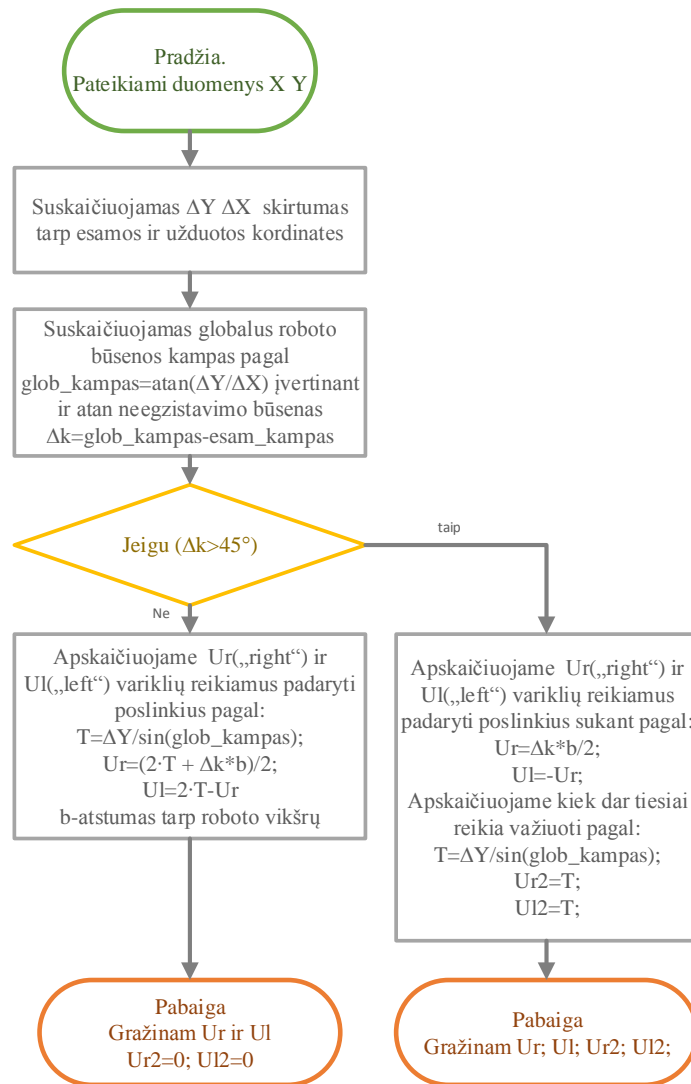 Pradžia.
Pateikiami duomenys X Y
Suskaičiuojamas ΔY ΔX skirtumas
tarp esamos ir užduotos kordinates
Suskaičiuojamas globalus roboto
būsenos kampas pagal
glob_kampas=atan(ΔY/ΔX) įvertinant
ir atan neegzistavimo būsenas
Δk=glob_kampas-esam_kampas
Jeigu (Δk>45°)
taip
Ne
Apskaičiuojame Ur(„right“) ir
Ul(„left“) variklių reikiamus padaryti
poslinkius pagal:
T=ΔY/sin(glob_kampas);
Ur=(2·T + Δk*b)/2;
Ul=2·T-Ur
b-atstumas tarp roboto vikšrų
Apskaičiuojame Ur(„right“) ir
Ul(„left“) variklių reikiamus
padaryti poslinkius sukant pagal:
Ur=Δk*b/2;
Ul=-Ur;
Apskaičiuojame kiek dar tiesiai
reikia važiuoti pagal:
T=ΔY/sin(glob_kampas);
Ur2=T;
Ul2=T;
Pabaiga
Gražinam Ur ir Ul
Ur2=0; Ul2=0
Pabaiga
Gražinam Ur; Ul; Ur2; Ul2;